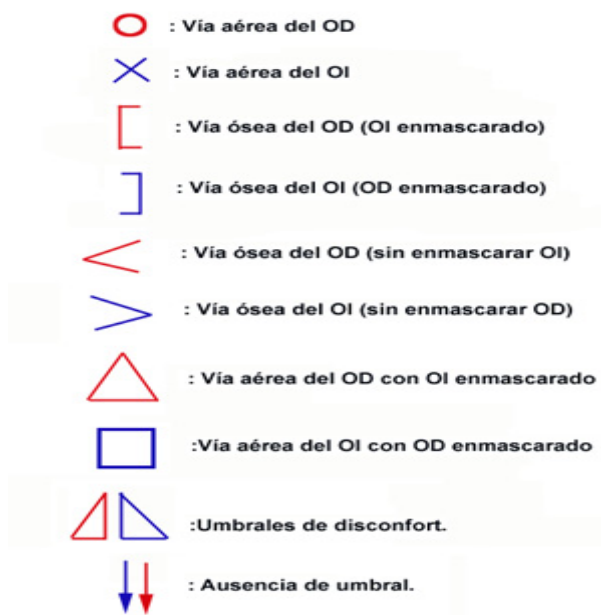 : Vía aérea del OD
: Vía aérea del OI
: Vía ósea del OD (OI enmascarado)
: Vía ósea del OI (OD enmascarado)
: Vía ósea del OD (sin enmascarar OI)
: Vía ósea del OI (sin enmascarar OD)
: Vía aérea del OD con OI enmascarado
:Vía aérea del OI con OD enmascarado
:Umbrales de disconfort.
: Ausencia de umbral.